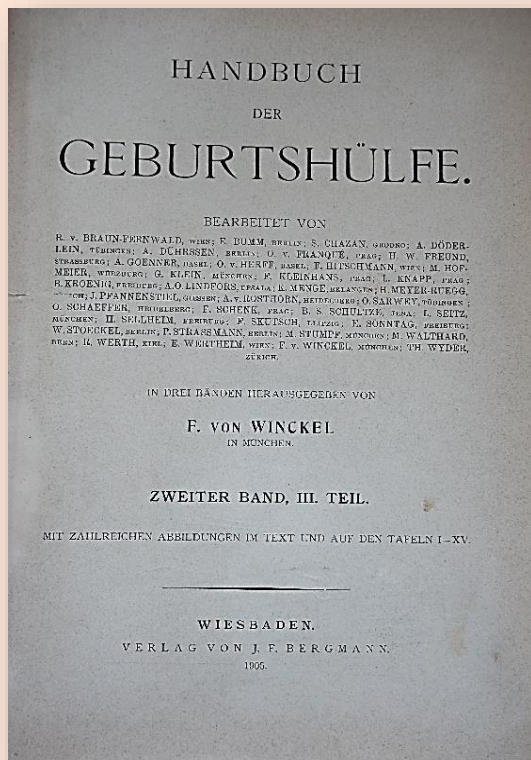 HANDBUCH
DER
GEBURTSHÜLFE.
BEARBEITET VON
R. v. BRAUN-FERNWALD, WIEN; E. BUMM, BERLIN; S. CHAZAN, GRODNO; A. DÖDER-
LEIN, TÜBINGEN; A. DÜHRSSEN, BERLIN; O. v. FRANQUÉ, PRAG; H. W. FREUND,
STRASSBURG; A. GOENNER, BASEL; O. v. HERFF, BASEL; F. HITSCHMANN, WIEN; M. HOF-
MEIER, WÜRZBURG; G. KLEIN, MÜNCHEN; F. KLEINHANS, PRAG; L. KNAPP, PRAG;
B. KROENIG, FREIBURG; A. O. LINDFORS, UPSALA; K. MENGE, ERLANGEN; H. MEYER-RUEGG,
J. PFANNENSTIEL, GIESSEN; A. v. ROSTHORN, HEIDELBERG; O. SARWEY, TÜBINGEN;
O. SCHAEFFER, HEIDELBERG; F. SCHENK, PRAG; B. S. SCHULTZE, JENA; L. SEITZ,
MÜNCHEN; H. SELLHEIM, FREIBURG; F. SKUTSCH, LEIPZIG; E. SONNTAG, FREIBURG;
W. STOECKEL, BERLIN; P. STRASSMANN, BERLIN; M. STUMPF, MÜNCHEN; M. WALTHARD,
BERN; R. WERTH, KIEL; E. WERTHEIM, WIEN; F. v. WINCKEL, MÜNCHEN; TH. WYDER,
ZÜRICH.
IN DREI BÄNDEN HERAUSGEGEBEN VON
F. VON WINCKEL
IN MÜNCHEN.
ZWEITER BAND, III. TEIL.
MIT ZAHLREICHEN ABBILDUNGEN IM TEXT UND AUF DEN TAFELN I–XV.
WIESBADEN.
VERLAG VON J. F. BERGMANN.
1905.